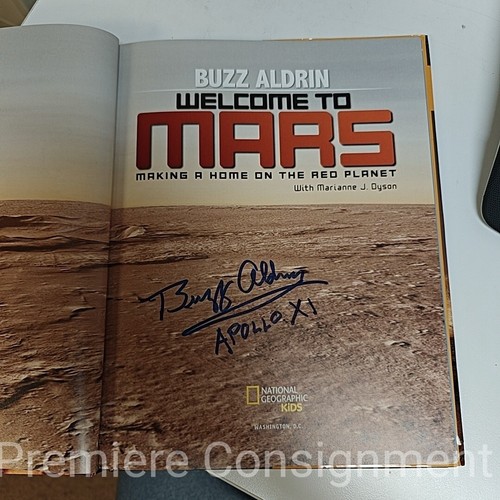 BUZZ ALDRIN
WELCOME TO
MARS
MAKING A HOME ON THE RED PLANET
With Marianne J. Dyson
Buzz Aldrin
APOLLO XI
NATIONAL
GEOGRAPHIC
KiDS
WASHINGTON, D.C.
Premiere Consignment